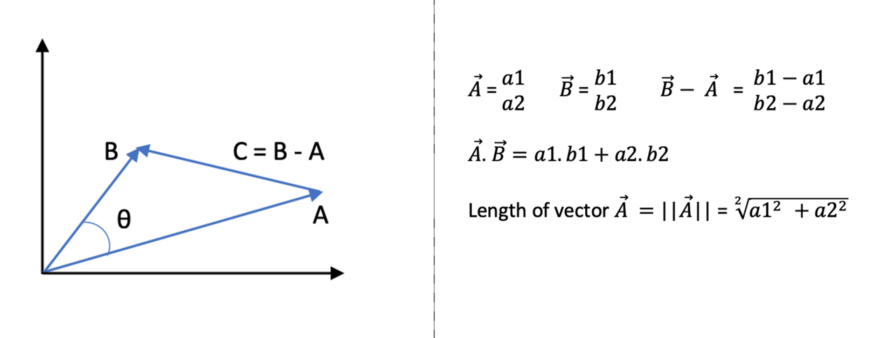 B
C = B - A
θ
A
A⃗ = a1 a2 B⃗ = b1 b2 B⃗ − A⃗ = b1 − a1 b2 − a2
A⃗. B⃗ = a1. b1 + a2. b2
Length of vector A⃗ = ||A⃗|| = ²√a1² + a2²